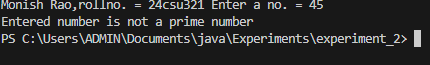 Monish Rao,rollno. = 24csu321 Enter a no. = 45
Entered number is not a prime number
PS C:\Users\ADMIN\Documents\java\Experiments\experiment_2>